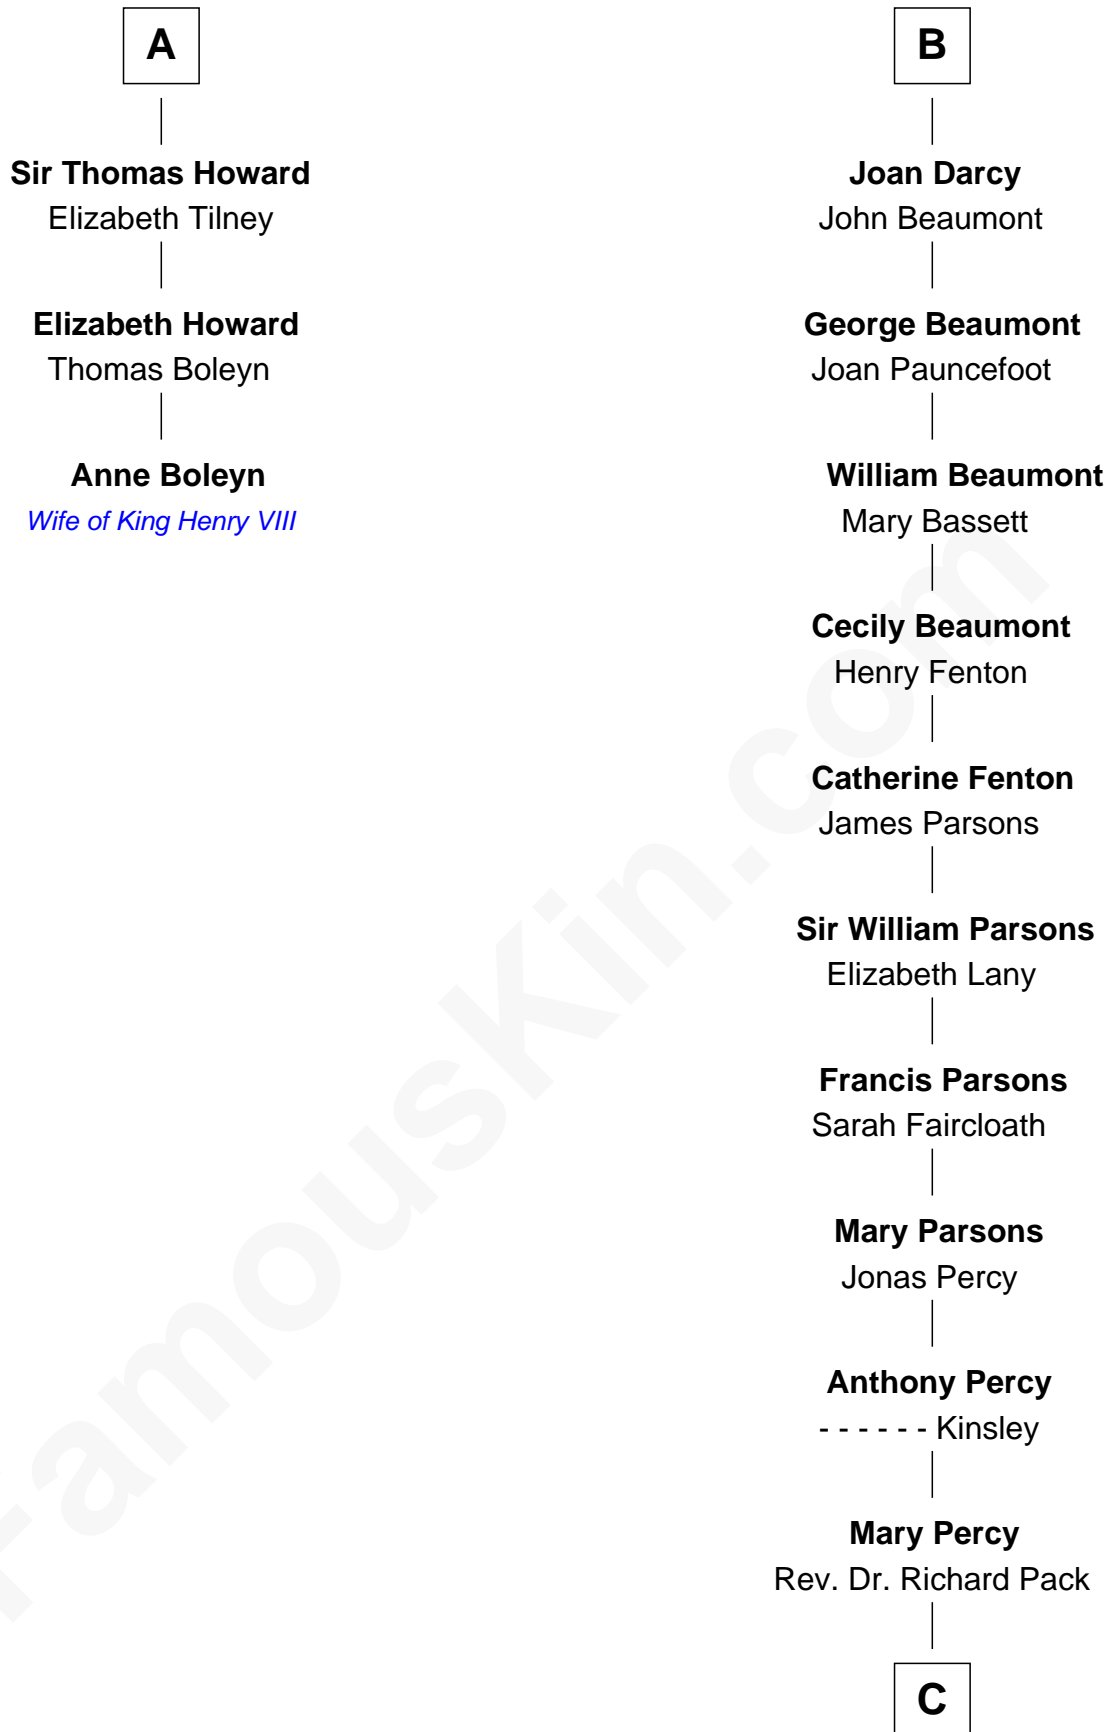 A
Sir Thomas Howard
Elizabeth Tilney
Elizabeth Howard
Thomas Boleyn
Anne Boleyn
Wife of King Henry VIII
B
Joan Darcy
John Beaumont
George Beaumont
Joan Pauncefoot
William Beaumont
Mary Bassett
Cecily Beaumont
Henry Fenton
Catherine Fenton
James Parsons
Sir William Parsons
Elizabeth Lany
Francis Parsons
Sarah Faircloath
Mary Parsons
Jonas Percy
Anthony Percy
- - - - - - Kinsley
Mary Percy
Rev. Dr. Richard Pack
C
FamousKin.com